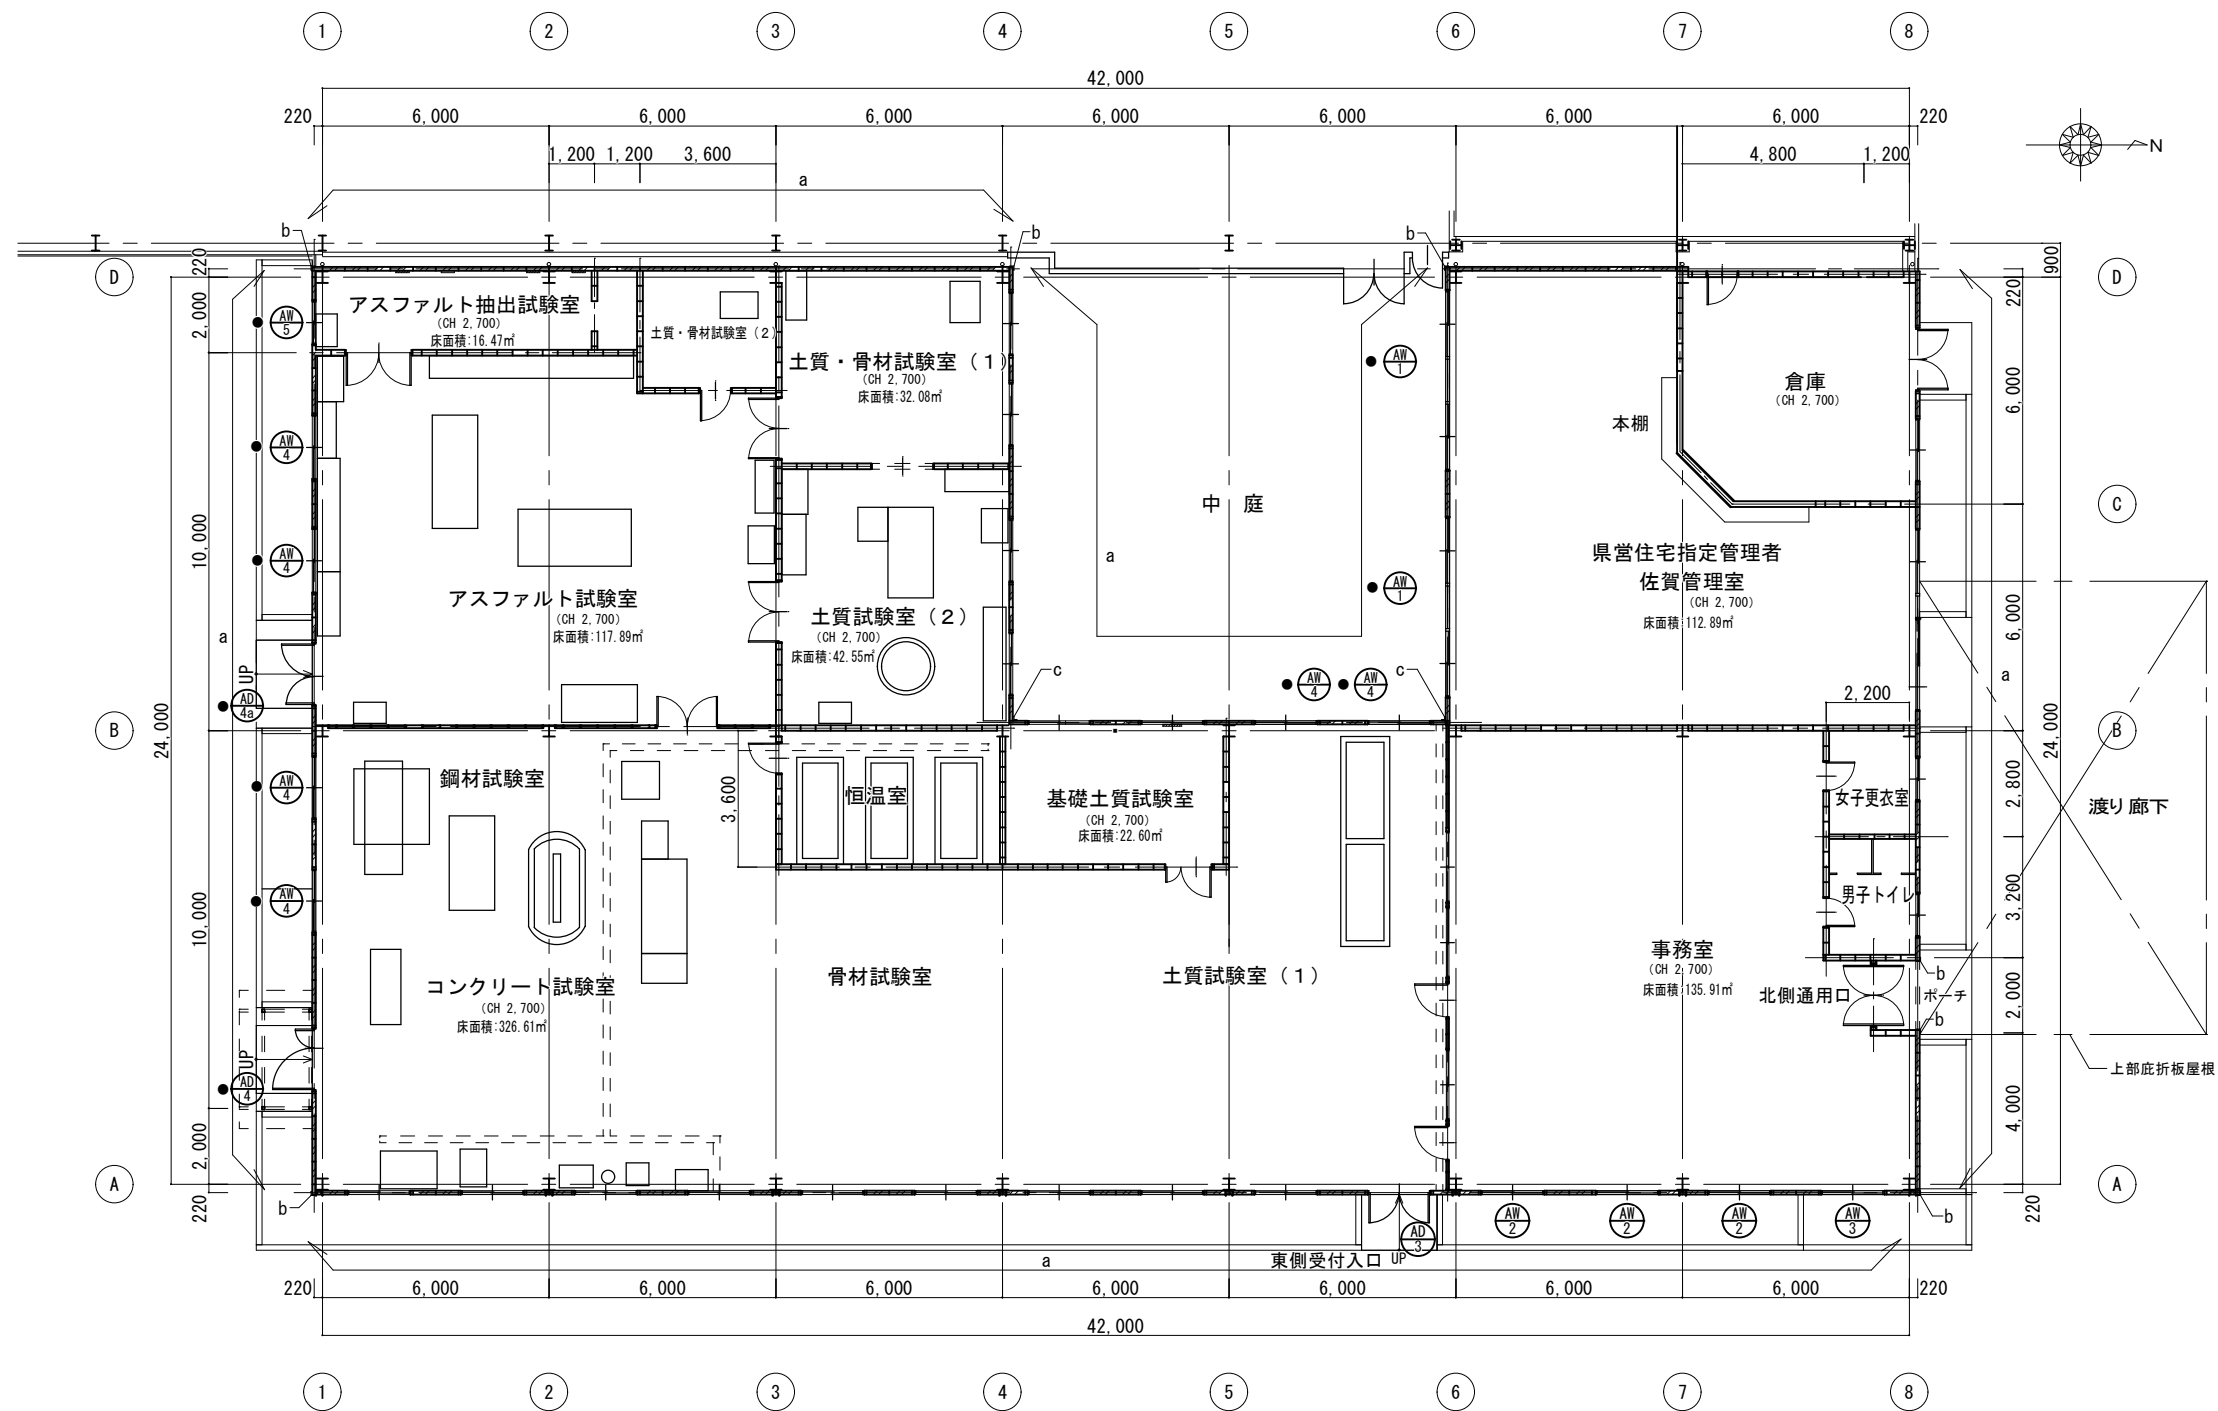 1 2 3 4 5 6 7 8
42,000
220 6,000 6,000 6,000 6,000 6,000 6,000 6,000 220
1,200 1,200 3,600 4,800 1,200
N
a
b b b
D D
220 2,000 10,000 24,000 10,000 2,000 220
900 220 6,000 6,000 24,000 2,800 3,200 2,000 4,000 220
アスファルト抽出試験室
(CH 2,700)
床面積:16.47㎡
土質・骨材試験室(2)
土質・骨材試験室(1)
(CH 2,700)
床面積:32.08㎡
AW
5
AW
1
倉庫
(CH 2,700)
本棚
AW
4
中 庭
C
AW
4
a
県営住宅指定管理者
佐賀管理室
(CH 2,700)
床面積:112.89㎡
AW
1
アスファルト試験室
(CH 2,700)
床面積:117.89㎡
土質試験室(2)
(CH 2,700)
床面積:42.55㎡
a
UP
AD
4a
c c
AW
4
AW
4
a
2,200
B B
鋼材試験室
3,600
恒温室
基礎土質試験室
(CH 2,700)
床面積:22.60㎡
女子更衣室
渡り廊下
AW
4
AW
4
男子トイレ
コンクリート試験室
(CH 2,700)
床面積:326.61㎡
骨材試験室
土質試験室(1)
事務室
(CH 2,700)
床面積:135.91㎡
b
北側通用口
ポーチ
b
上部庇折板屋根
UP
AD
4
A A
b b
AW
2
AW
2
AW
2
AW
3
AD
3
東側受付入口 UP
a
220 6,000 6,000 6,000 6,000 6,000 6,000 6,000 220
42,000
1 2 3 4 5 6 7 8